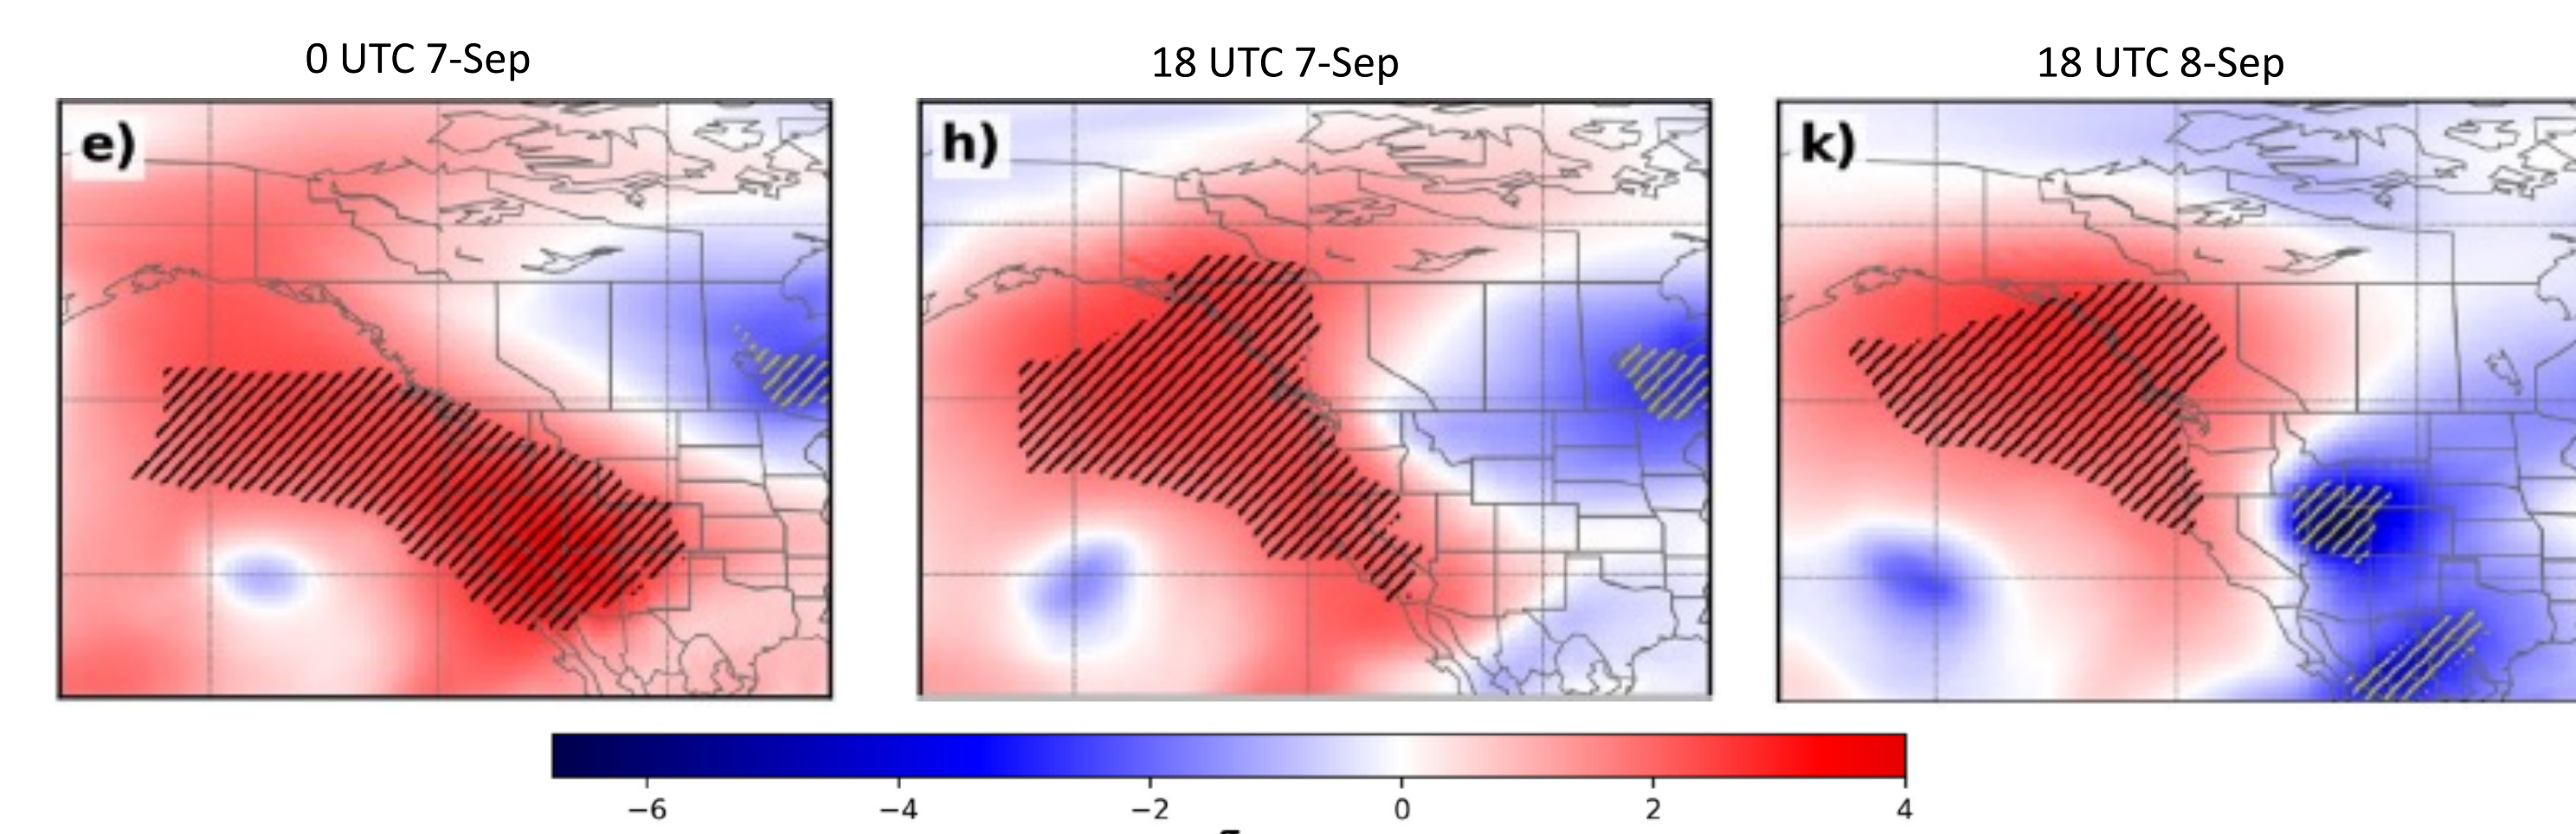 0 UTC 7-Sep
18 UTC 7-Sep
18 UTC 8-Sep
e)
h)
k)
−6 −4 −2 0 2 4